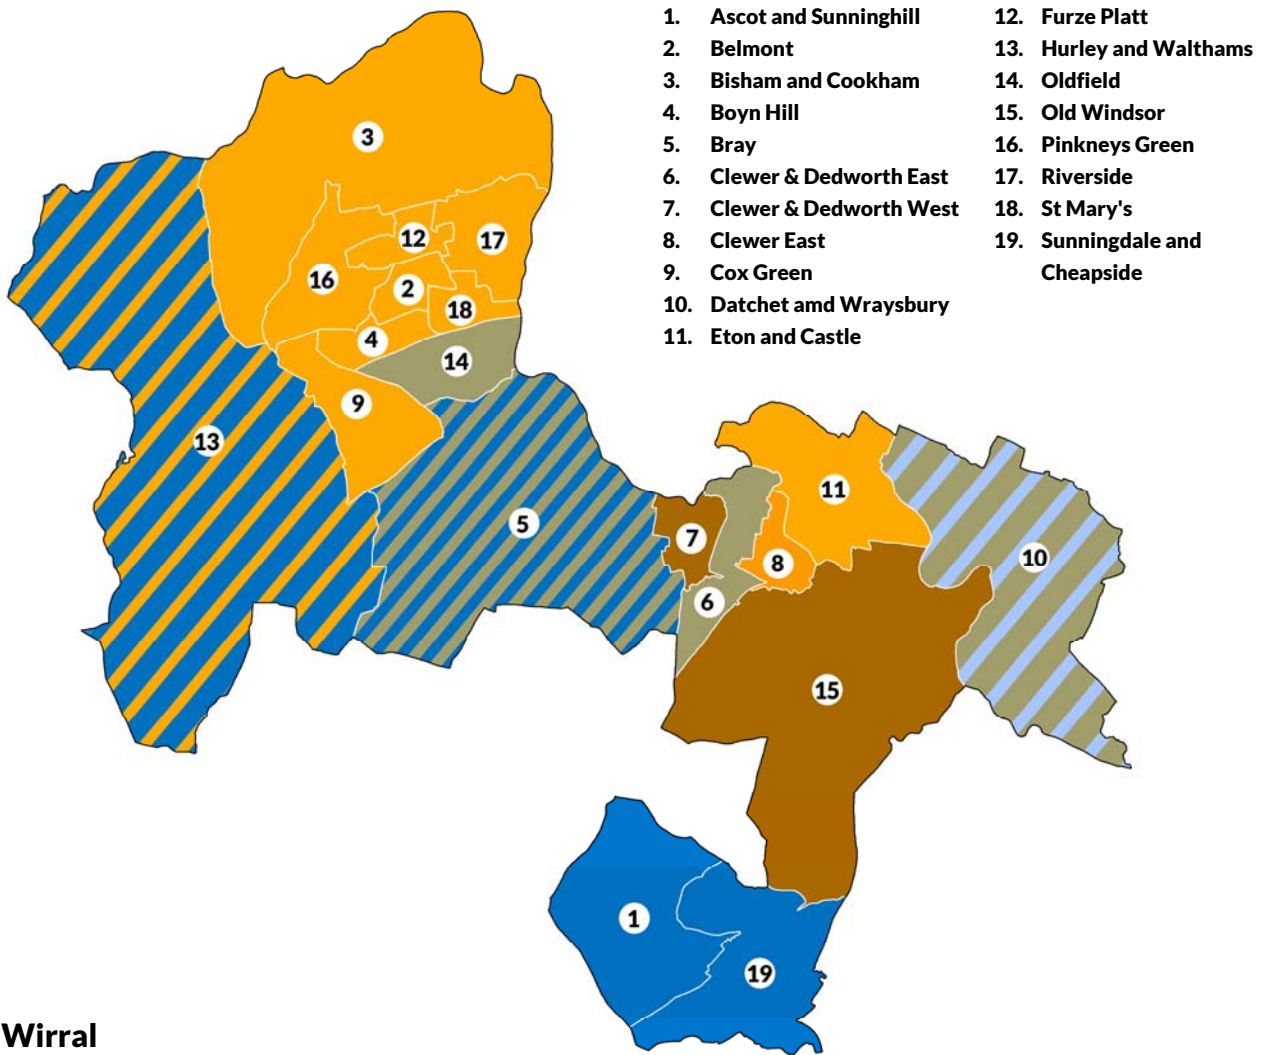 1. Ascot and Sunninghill
2. Belmont
3. Bisham and Cookham
4. Boyn Hill
5. Bray
6. Clewer & Dedworth East
7. Clewer & Dedworth West
8. Clewer East
9. Cox Green
10. Datchet amd Wraysbury
11. Eton and Castle
12. Furze Platt
13. Hurley and Walthams
14. Oldfield
15. Old Windsor
16. Pinkneys Green
17. Riverside
18. St Mary's
19. Sunningdale and
Cheapside
3
12
17
16
2
18
4
14
9
13
11
5
7
8
10
6
15
1
19
Wirral